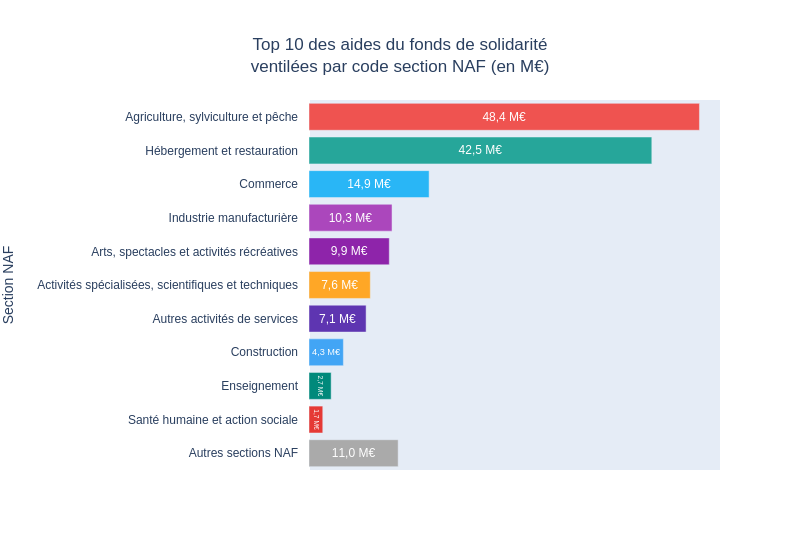 Top 10 des aides du fonds de solidarité
ventilées par code section NAF (en M€)
Section NAF
Agriculture, sylviculture et pêche 48,4 M€
Hébergement et restauration 42,5 M€
Commerce 14,9 M€
Industrie manufacturière 10,3 M€
Arts, spectacles et activités récréatives 9,9 M€
Activités spécialisées, scientifiques et techniques 7,6 M€
Autres activités de services 7,1 M€
Construction 4,3 M€
Enseignement 2,7 M€
Santé humaine et action sociale 1,7 M€
Autres sections NAF 11,0 M€